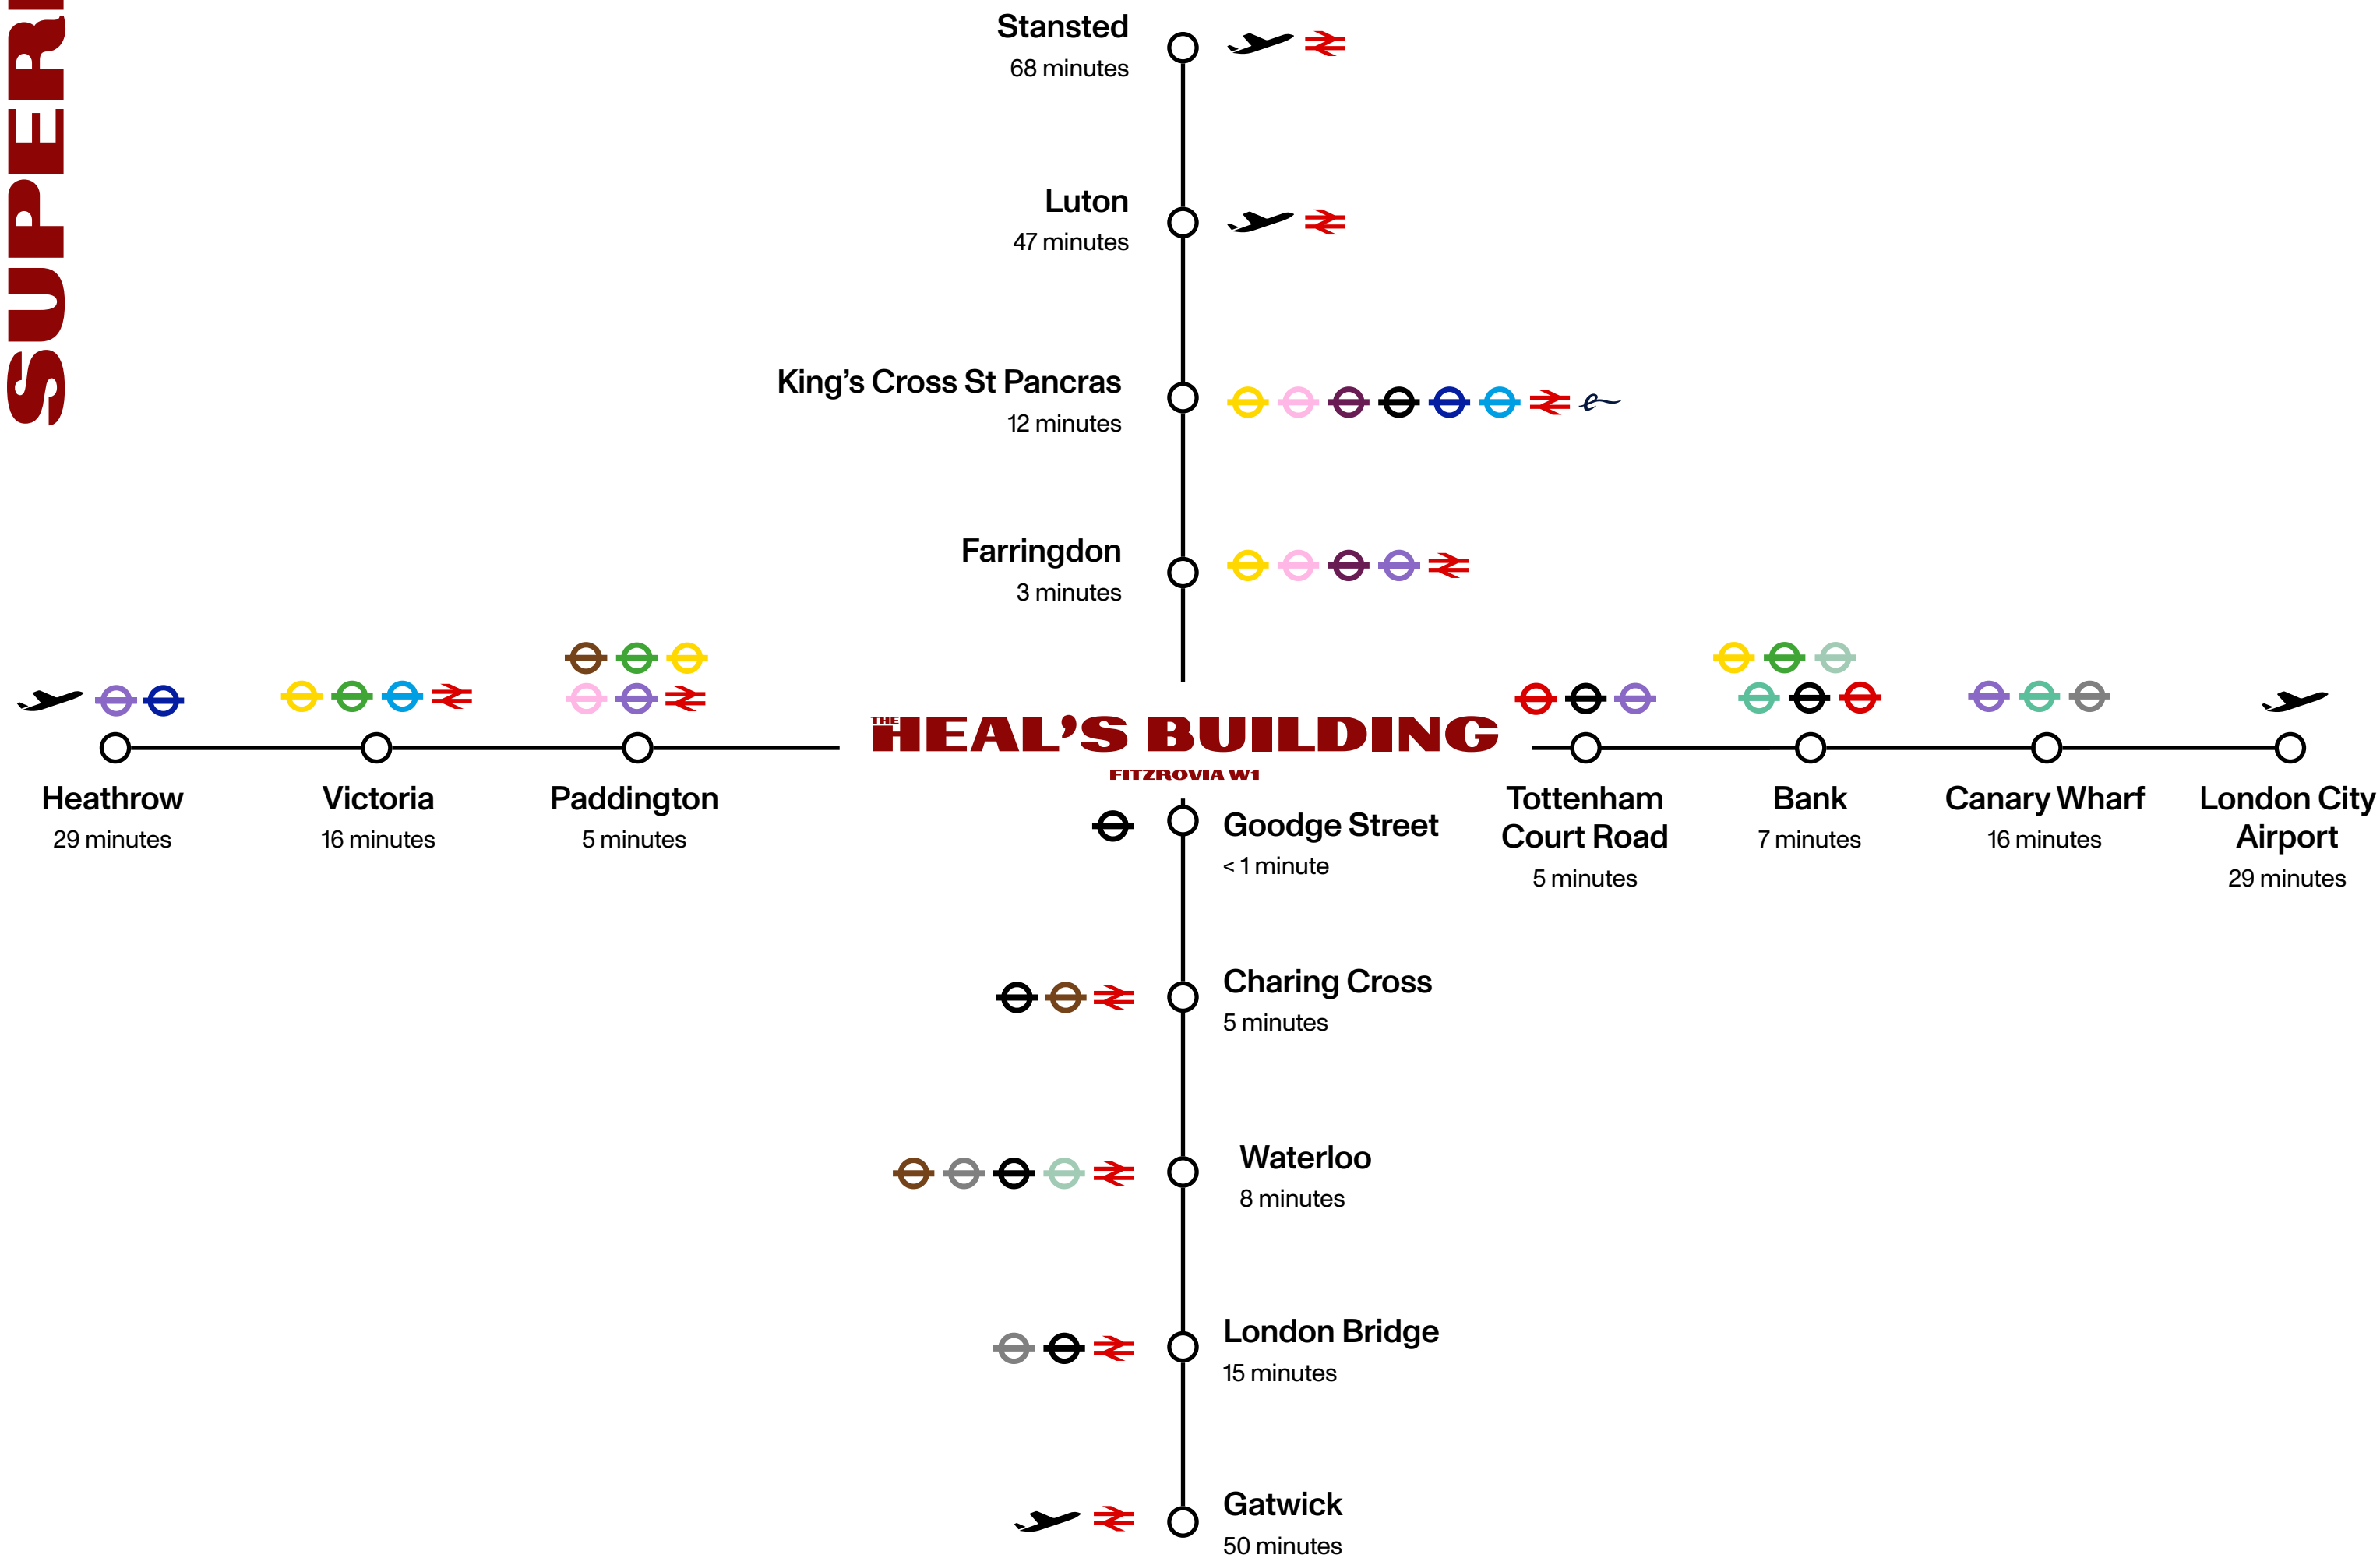 SUPER
Stansted
68 minutes
Luton
47 minutes
King's Cross St Pancras
12 minutes
Farringdon
3 minutes
THE HEAL'S BUILDING
FITZROVIA W1
Heathrow
29 minutes
Victoria
16 minutes
Paddington
5 minutes
Tottenham
Court Road
5 minutes
Bank
7 minutes
Canary Wharf
16 minutes
London City
Airport
29 minutes
Goodge Street
< 1 minute
Charing Cross
5 minutes
Waterloo
8 minutes
London Bridge
15 minutes
Gatwick
50 minutes